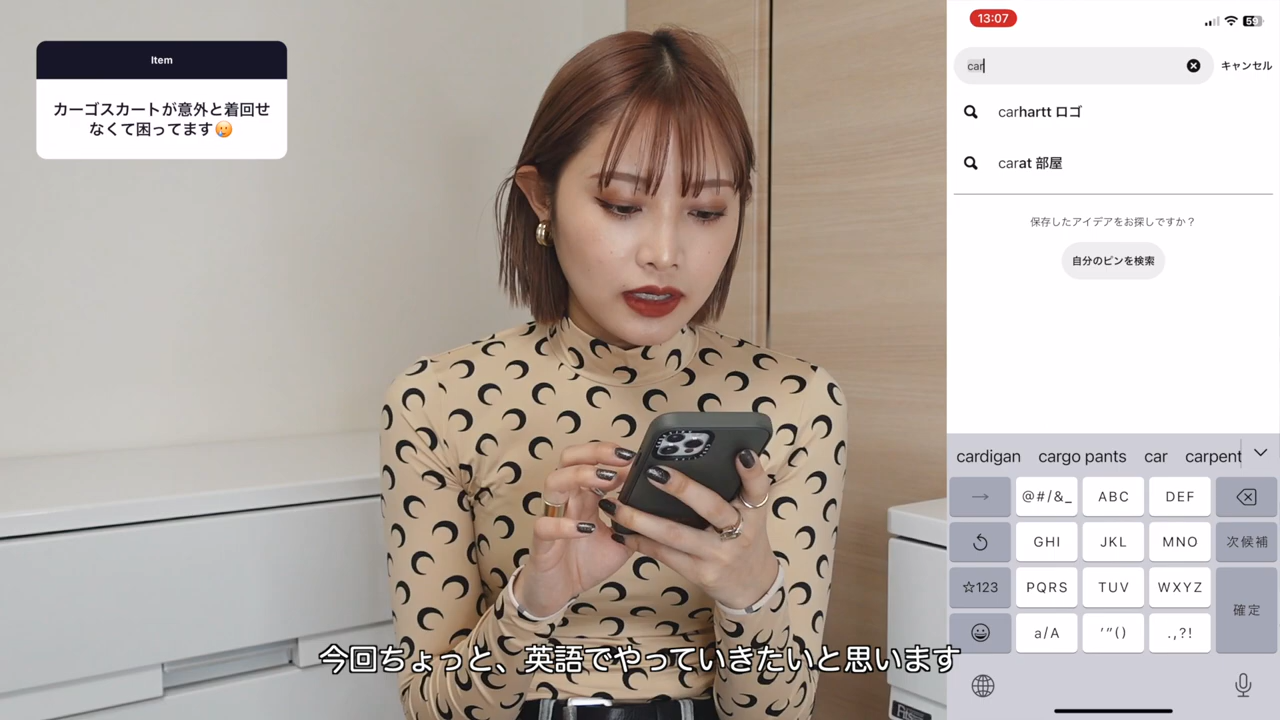 Item
カーゴスカートが意外と着回せ
なくて困ってます🥲
13:07
59
car
キャンセル
carhartt ロゴ
carat 部屋
保存したアイデアをお探しですか？
自分のピンを検索
cardigan cargo pants car carpent
→ @#/&_ ABC DEF
GHI JKL MNO 次候補
☆123 PQRS TUV WXYZ
確定
a/A ’”() .,?!
今回ちょっと、英語でやっていきたいと思います